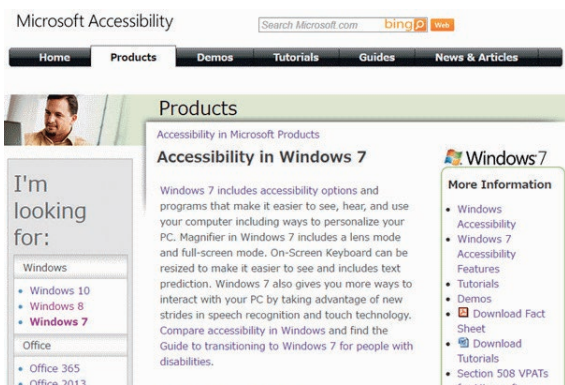 Microsoft Accessibility
Search Microsoft.com
bing
Web
Home
Products
Demos
Tutorials
Guides
News & Articles
Products
Accessibility in Microsoft Products
Accessibility in Windows 7
Windows 7 includes accessibility options and
programs that make it easier to see, hear, and use
your computer including ways to personalize your
PC. Magnifier in Windows 7 includes a lens mode
and full-screen mode. On-Screen Keyboard can be
resized to make it easier to see and includes text
prediction. Windows 7 also gives you more ways to
interact with your PC by taking advantage of new
strides in speech recognition and touch technology.
Compare accessibility in Windows and find the
Guide to transitioning to Windows 7 for people with
disabilities.
I'm
looking
for:
Windows
Windows 10
Windows 8
Windows 7
Office
Office 365
Office 2013
Windows 7
More Information
Windows
Accessibility
Windows 7
Accessibility
Features
Tutorials
Demos
Download Fact
Sheet
Download
Tutorials
Section 508 VPATs